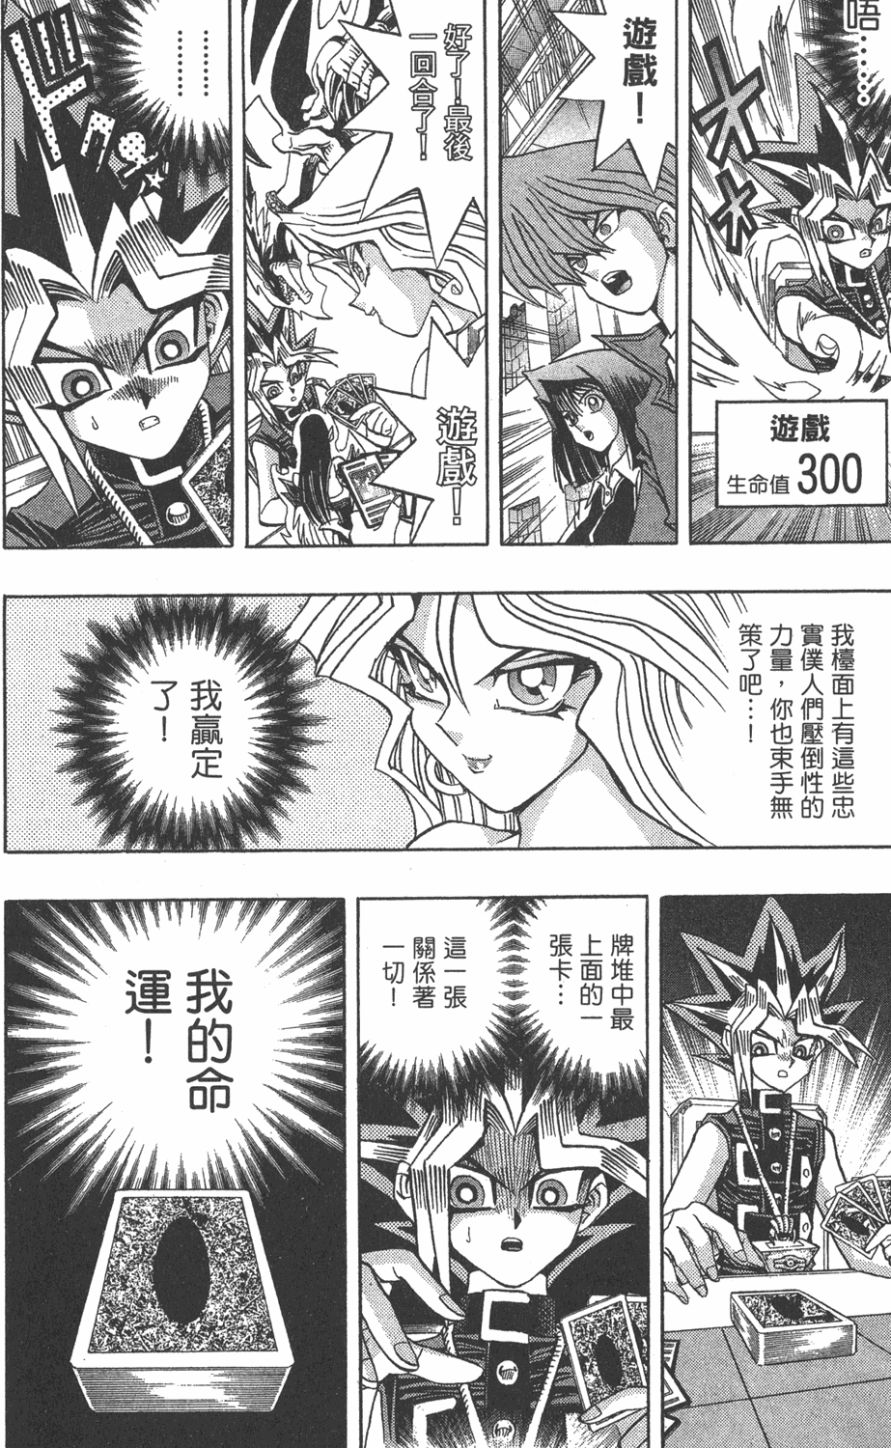 唔……
遊戲
生命值 300
遊戲！
好了！最後
一回合了！
遊戲！
………
………
ドドン
我檯面上有這些忠
實僕人們壓倒性的
力量，你也束手無
策了吧…！
我贏定
了！
牌堆中最
上面的一
張卡…
這一張
關係著
一切！
我的命
運！